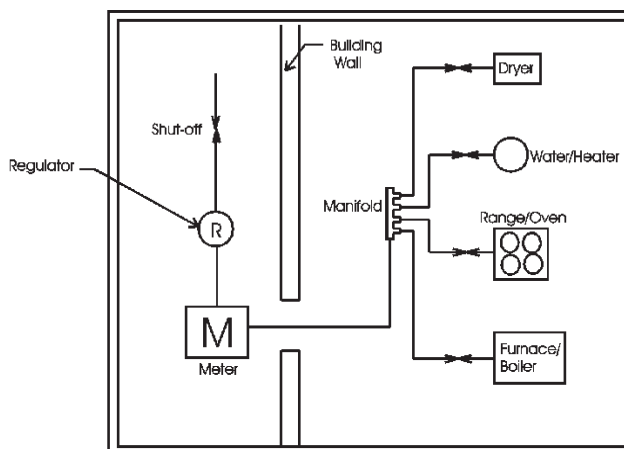 Building
Wall
Dryer
Shut-off
Water/Heater
Regulator
Manifold
Range/Oven
R
M
Meter
Furnace/
Boiler